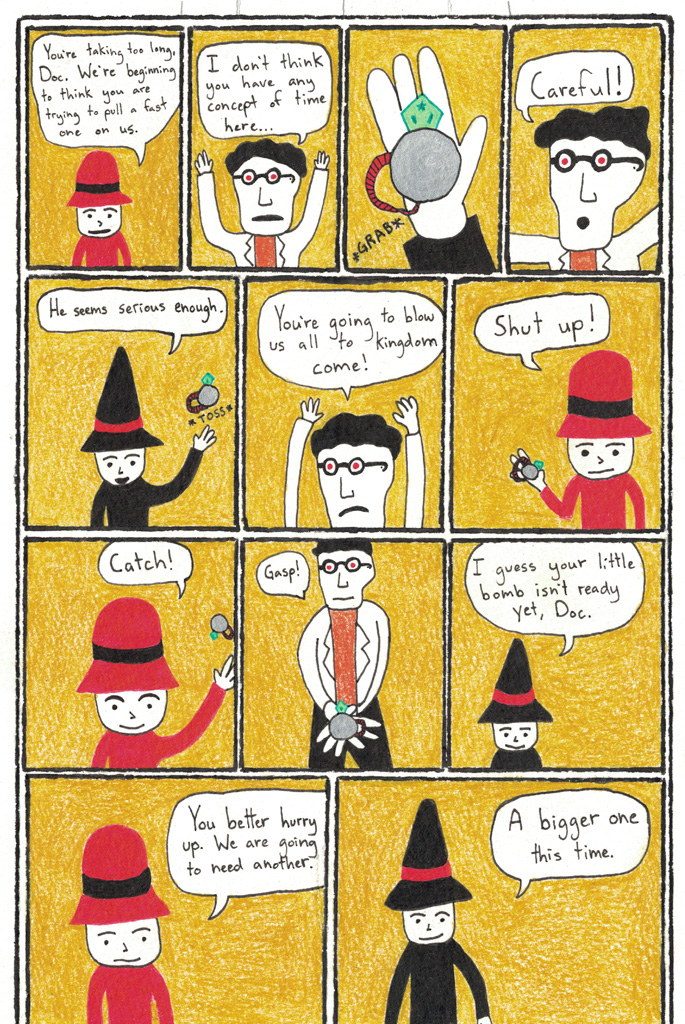 You're taking too long,
Doc. We're beginning
to think you are
trying to pull a fast
one on us.
I don't think
you have any
concept of time
here...
*GRAB*
Careful!
He seems serious enough.
*TOSS*
You're going to blow
us all to kingdom
come!
Shut up!
Catch!
Gasp!
I guess your little
bomb isn't ready
yet, Doc.
You better hurry
up. We are going
to need another.
A bigger one
this time.